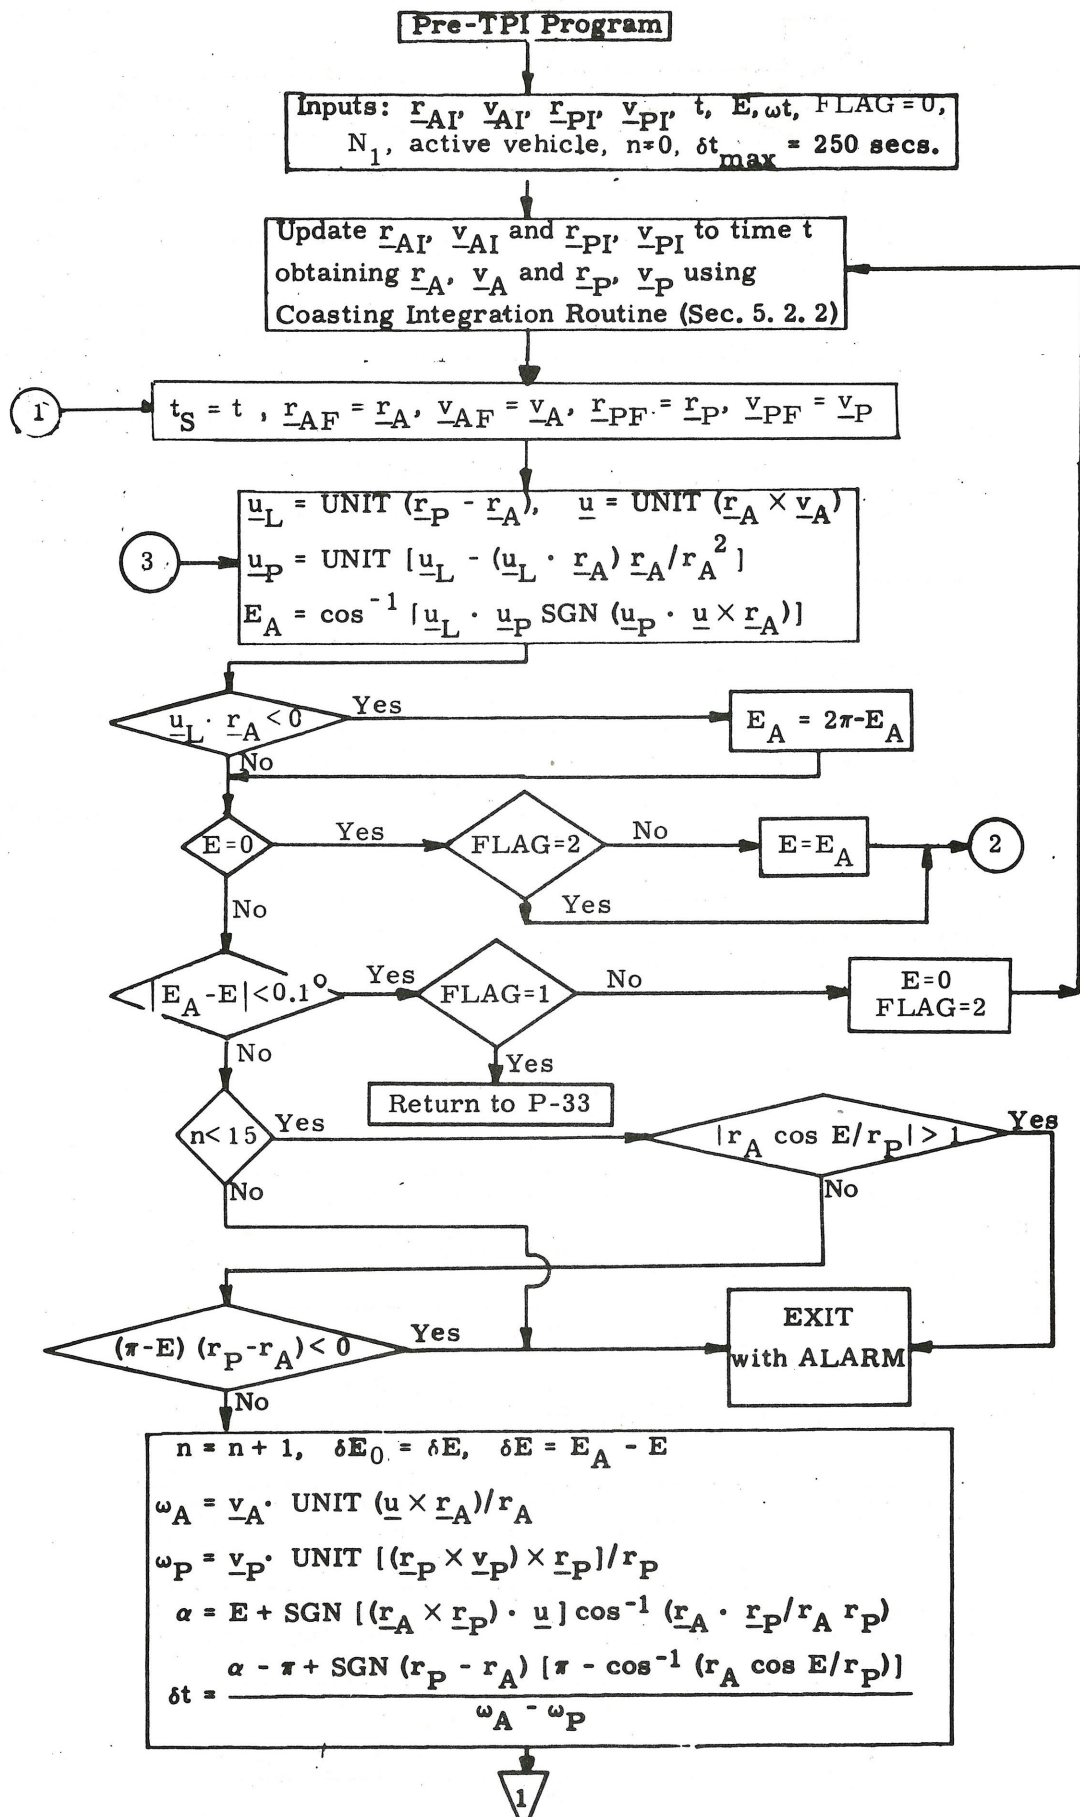 Pre-TPI Program
Inputs: r_AI, v_AI, r_PI, v_PI, t, E, ωt, FLAG=0,
N_1, active vehicle, n=0, δt_max = 250 secs.
Update r_AI, v_AI and r_PI, v_PI to time t
obtaining r_A, v_A and r_P, v_P using
Coasting Integration Routine (Sec. 5. 2. 2)
1
t_S = t , r_AF = r_A, v_AF = v_A, r_PF = r_P, v_PF = v_P
u_L = UNIT (r_P - r_A), u = UNIT (r_A × v_A)
3
u_P = UNIT [u_L - (u_L · r_A) r_A/r_A^2 ]
E_A = cos^-1 [u_L · u_P SGN (u_P · u × r_A)]
u_L · r_A < 0
Yes
E_A = 2π-E_A
No
E=0
Yes
FLAG=2
No
E=E_A
2
Yes
No
|E_A -E|<0.1°
Yes
FLAG=1
No
E=0
FLAG=2
No
Yes
Return to P-33
n<15
Yes
|r_A cos E/r_P|> 1
Yes
No
No
(π-E) (r_P-r_A)< 0
Yes
EXIT
with ALARM
No
n = n + 1, δE_0 = δE, δE = E_A - E
ω_A = v_A· UNIT (u × r_A)/r_A
ω_P = v_P· UNIT [(r_P × v_P) × r_P]/r_P
α = E + SGN [(r_A × r_P) · u] cos^-1 (r_A · r_P/r_A r_P)
δt = α - π + SGN (r_P - r_A) [π - cos^-1 (r_A cos E/r_P)]
ω_A - ω_P
1